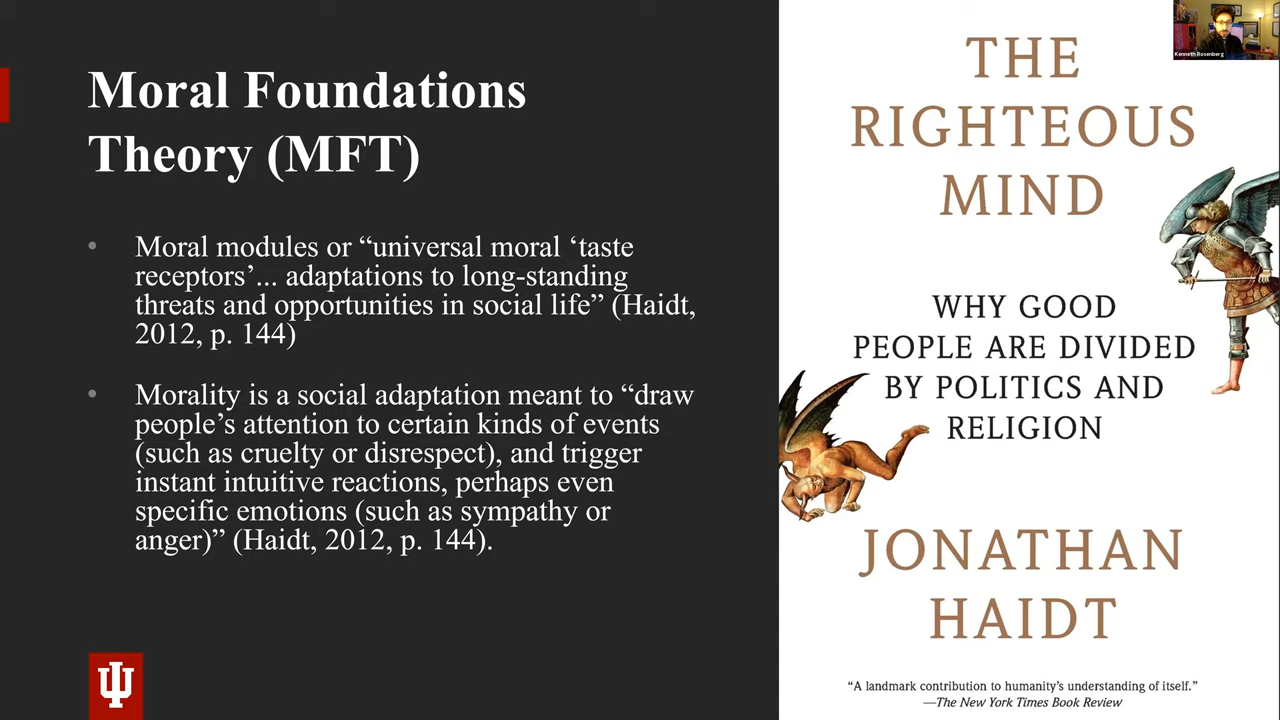 Moral Foundations
Theory (MFT)
• Moral modules or “universal moral ‘taste
receptors’... adaptations to long-standing
threats and opportunities in social life” (Haidt,
2012, p. 144)
• Morality is a social adaptation meant to “draw
people’s attention to certain kinds of events
(such as cruelty or disrespect), and trigger
instant intuitive reactions, perhaps even
specific emotions (such as sympathy or
anger)” (Haidt, 2012, p. 144).
THE
RIGHTEOUS
MIND
WHY GOOD
PEOPLE ARE DIVIDED
BY POLITICS AND
RELIGION
JONATHAN
HAIDT
“A landmark contribution to humanity’s understanding of itself.”
—The New York Times Book Review
Kenneth Rosenberg